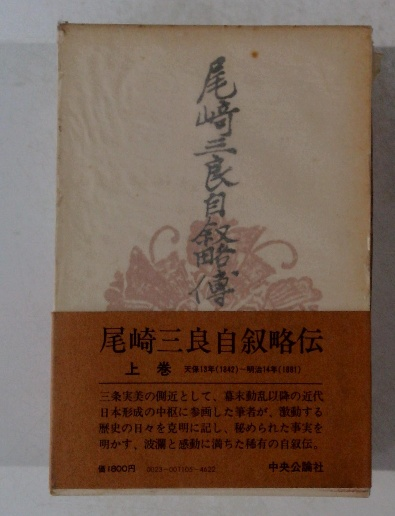 尾崎三良自叙略傳
尾崎三良自叙略伝
上巻 天保13年(1842)―明治14年(1881)
三条実美の側近として、幕末動乱以降の近代
日本形成の中枢に参画した筆者が、激動する
歴史の日々を克明に記し、秘められた事実を
明かす、波瀾と感動に満ちた稀有の自叙伝。
価1800円 0023-001105-4622 中央公論社